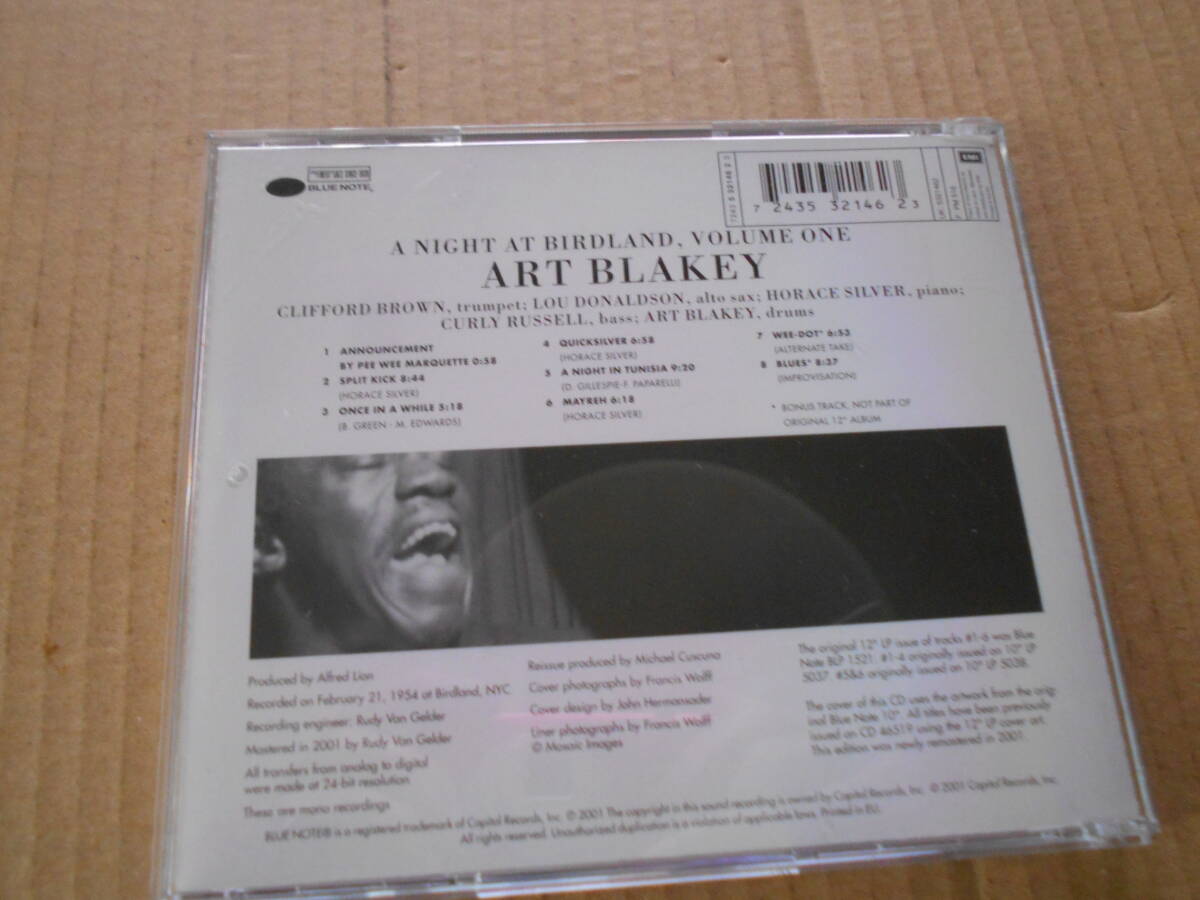 BLUE NOTE
7243 5 32146 2 3
7 2435 32146 2 3
EMI
A NIGHT AT BIRDLAND, VOLUME ONE
ART BLAKEY
CLIFFORD BROWN, trumpet; LOU DONALDSON, alto sax; HORACE SILVER, piano;
CURLY RUSSELL, bass; ART BLAKEY, drums
1 ANNOUNCEMENT
BY PEE WEE MARQUETTE 0:58
2 SPLIT KICK 8:44
(HORACE SILVER)
3 ONCE IN A WHILE 5:18
(B. GREEN - M. EDWARDS)
4 QUICKSILVER 6:58
(HORACE SILVER)
5 A NIGHT IN TUNISIA 9:20
(D. GILLESPIE-F. PAPARELLI)
6 MAYREH 6:18
(HORACE SILVER)
7 WEE-DOT* 6:53
(ALTERNATE TAKE)
8 BLUES* 8:37
(IMPROVISATION)
* BONUS TRACK, NOT PART OF
ORIGINAL 12" ALBUM
Produced by Alfred Lion
Recorded on February 21, 1954 at Birdland, NYC
Recording engineer: Rudy Van Gelder
Mastered in 2001 by Rudy Van Gelder
All transfers from analog to digital
were made at 24-bit resolution
These are mono recordings
Reissue produced by Michael Cuscuna
Cover photographs by Francis Wolff
Cover design by John Hermansader
Liner photographs by Francis Wolff
© Mosaic Images
The original 12" LP issue of tracks #1-6 was Blue
Note BLP 1521. #1-4 originally issued on 10" LP
5037. #5&6 originally issued on 10" LP 5038.
The cover of this CD uses the artwork from the orig-
inal Blue Note 10". All titles have been previously
issued on CD 46519 using the 12" LP cover art.
This edition was newly remastered in 2001.
BLUE NOTE® is a registered trademark of Capitol Records, Inc. ℗ 2001 The copyright in this sound recording is owned by Capitol Records, Inc. © 2001 Capitol Records, Inc.
All rights reserved. Unauthorized duplication is a violation of applicable laws. Printed in EU.